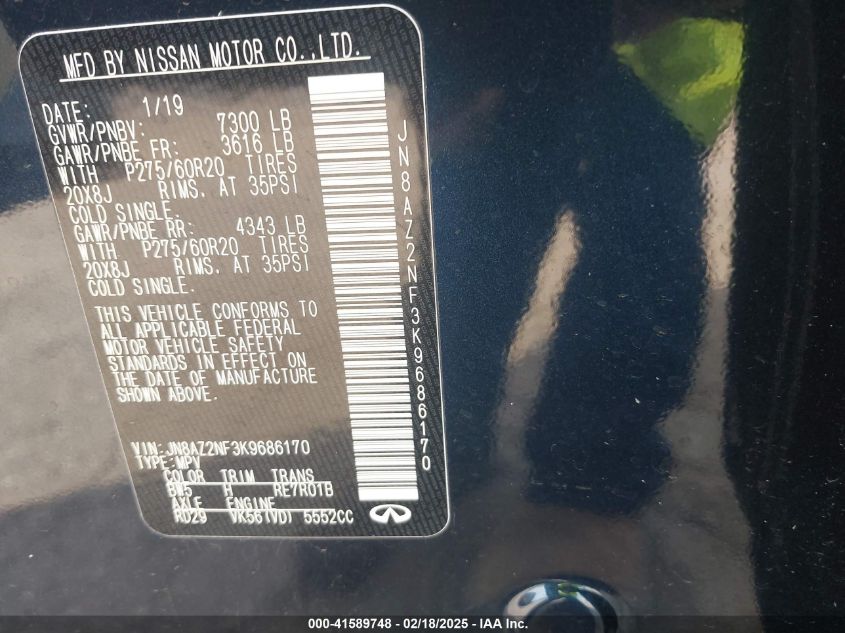 MFD BY NISSAN MOTOR CO.,LTD.
DATE: 1/19
GVWR/PNBV: 7300 LB
GAWR/PNBE FR: 3616 LB
WITH P275/60R20 TIRES
20X8J RIMS, AT 35PSI
COLD SINGLE.
GAWR/PNBE RR: 4343 LB
WITH P275/60R20 TIRES
20X8J RIMS, AT 35PSI
COLD SINGLE.
THIS VEHICLE CONFORMS TO
ALL APPLICABLE FEDERAL
MOTOR VEHICLE SAFETY
STANDARDS IN EFFECT ON
THE DATE OF MANUFACTURE
SHOWN ABOVE.
VIN:JN8AZ2NF3K9686170
TYPE:MPV
COLOR TRIM TRANS
BW5 H RE7R01B
AXLE ENGINE
RD29 VK56(VD) 5552CC
JN8AZ2NF3K9686170
000-41589748 - 02/18/2025 - IAA Inc.